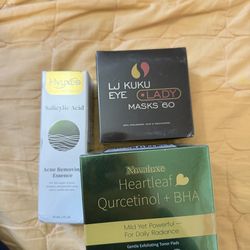 Salicylic Acid
Acne Removing
Essence
LJ KUKU
EYE LADY
MASKS 60
Novaluxe
Heartleaf
Qurcetinol + BHA
Mild Yet Powerful —
For Daily Radiance
Gentle Exfoliating Toner Pads